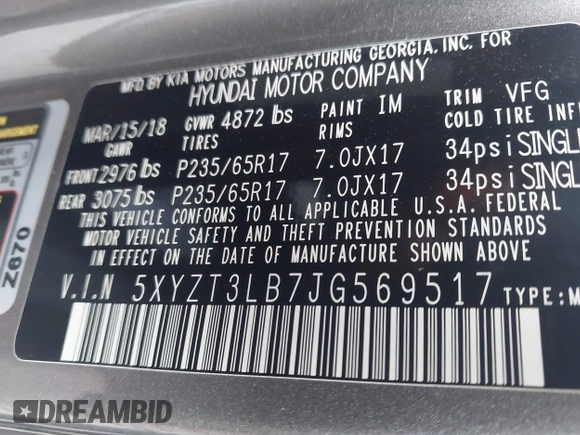 MFD BY KIA MOTORS MANUFACTURING GEORGIA, INC. FOR
HYUNDAI MOTOR COMPANY
MAR/15/18 GVWR 4872 lbs PAINT IM TRIM VFG
GAWR TIRES RIMS COLD TIRE INF
FRONT 2976 lbs P235/65R17 7.0JX17 34psi SINGL
REAR 3075 lbs P235/65R17 7.0JX17 34psi SINGL
THIS VEHICLE CONFORMS TO ALL APPLICABLE U.S.A. FEDERAL
MOTOR VEHICLE SAFETY AND THEFT PREVENTION STANDARDS
IN EFFECT ON THE DATE OF MANUFACTURE SHOWN ABOVE.
V.I.N 5XYZT3LB7JG569517 TYPE:M
Z670
DREAMBID